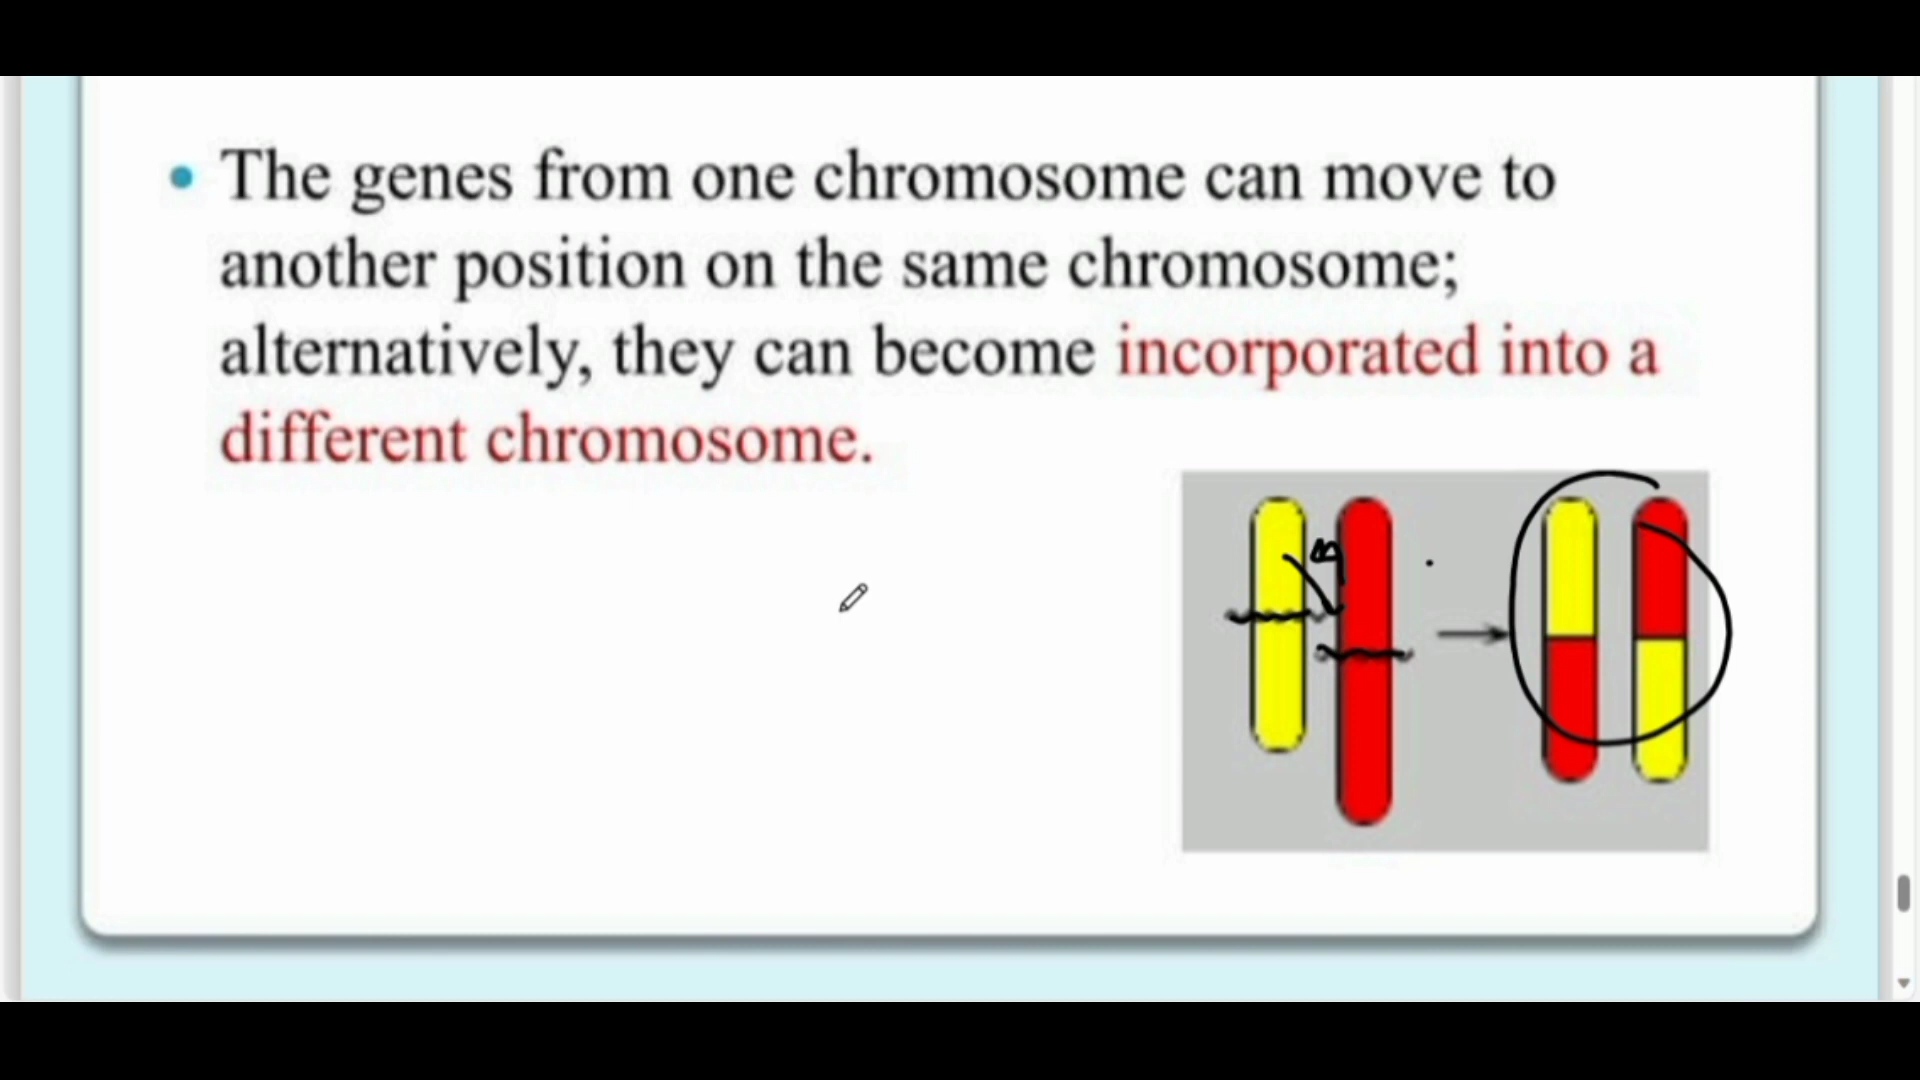 • The genes from one chromosome can move to
another position on the same chromosome;
alternatively, they can become incorporated into a
different chromosome.